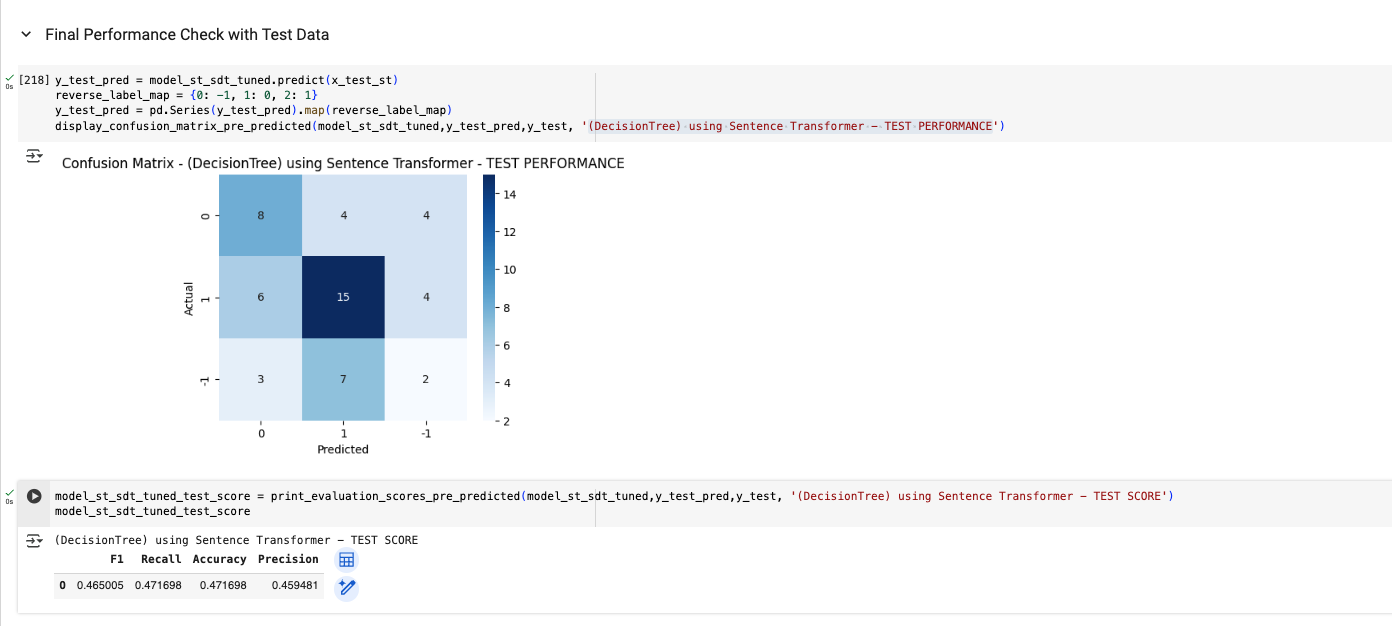 Final Performance Check with Test Data
[218] y_test_pred = model_st_sdt_tuned.predict(x_test_st)
0s
reverse_label_map = {0: -1, 1: 0, 2: 1}
y_test_pred = pd.Series(y_test_pred).map(reverse_label_map)
display_confusion_matrix_pre_predicted(model_st_sdt_tuned,y_test_pred,y_test, '(DecisionTree) using Sentence Transformer - TEST PERFORMANCE')
Confusion Matrix - (DecisionTree) using Sentence Transformer - TEST PERFORMANCE
14
0 8 4 4
12
10
Actual
1 6 15 4
8
6
-1 3 7 2
4
2
0 1 -1
Predicted
model_st_sdt_tuned_test_score = print_evaluation_scores_pre_predicted(model_st_sdt_tuned,y_test_pred,y_test, '(DecisionTree) using Sentence Transformer - TEST SCORE')
0s
model_st_sdt_tuned_test_score
(DecisionTree) using Sentence Transformer - TEST SCORE
F1 Recall Accuracy Precision
0 0.465005 0.471698 0.471698 0.459481